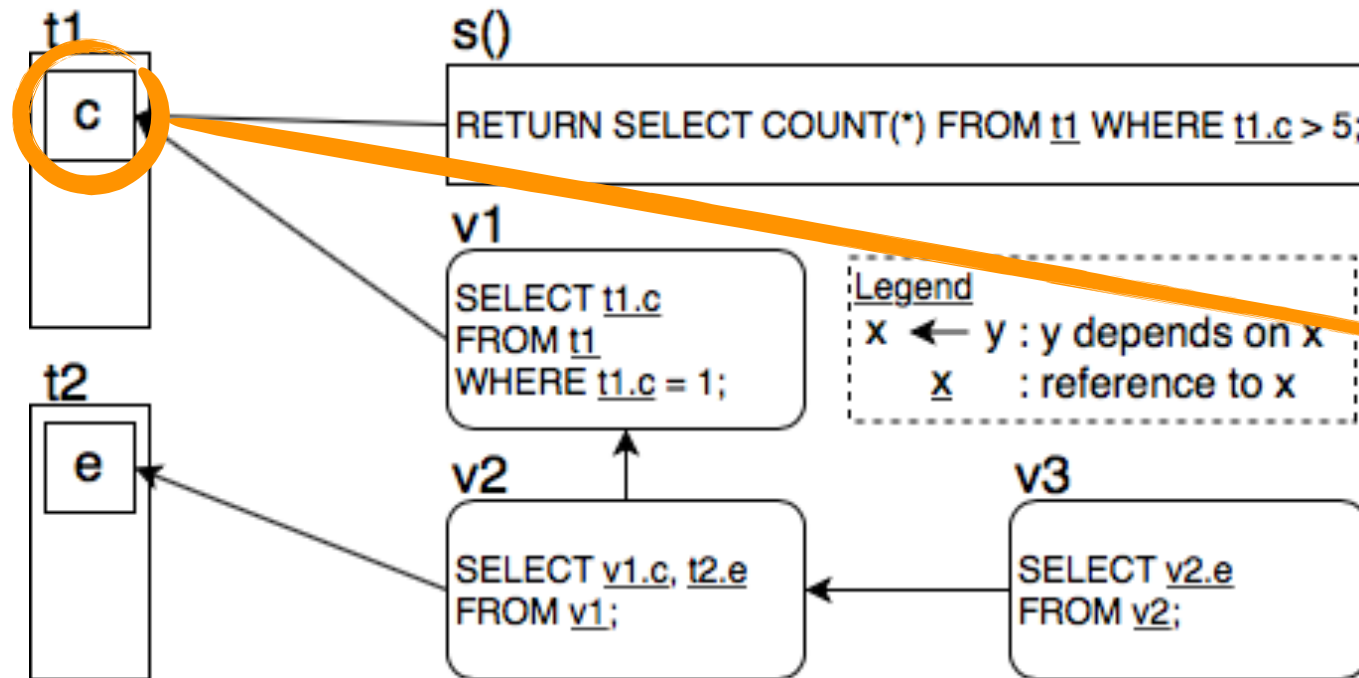 t1
c
s()
RETURN SELECT COUNT(*) FROM t1 WHERE t1.c > 5;
v1
SELECT t1.c
FROM t1
WHERE t1.c = 1;
Legend
x ← y : y depends on x
x : reference to x
t2
e
v2
SELECT v1.c, t2.e
FROM v1;
v3
SELECT v2.e
FROM v2;